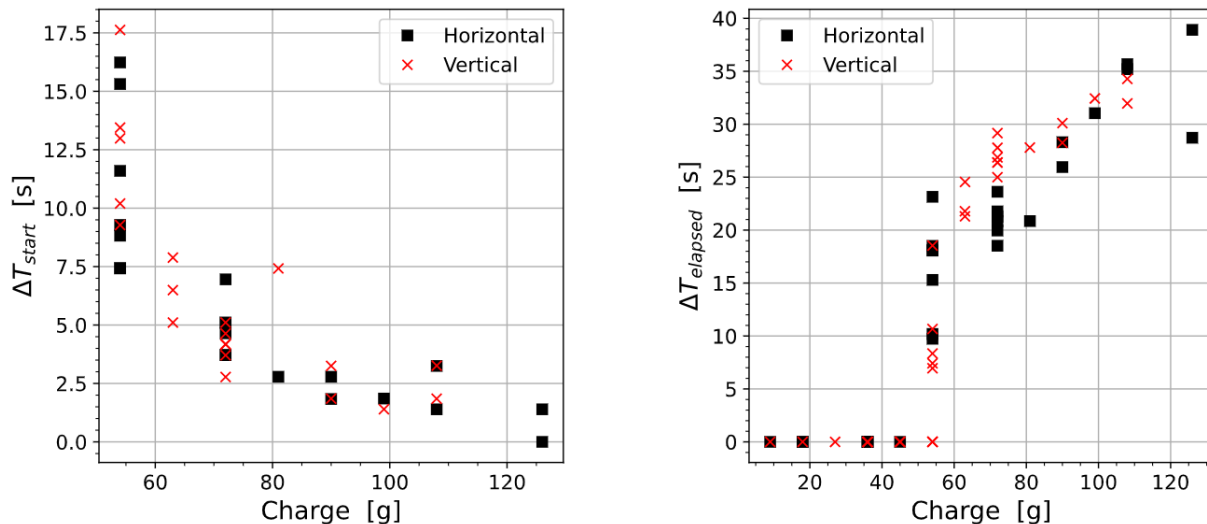 17.5
15.0
12.5
10.0
7.5
5.0
2.5
0.0
ΔT_start [s]
Horizontal
Vertical
60 80 100 120
Charge [g]
40
35
30
25
20
15
10
5
0
ΔT_elapsed [s]
Horizontal
Vertical
20 40 60 80 100 120
Charge [g]